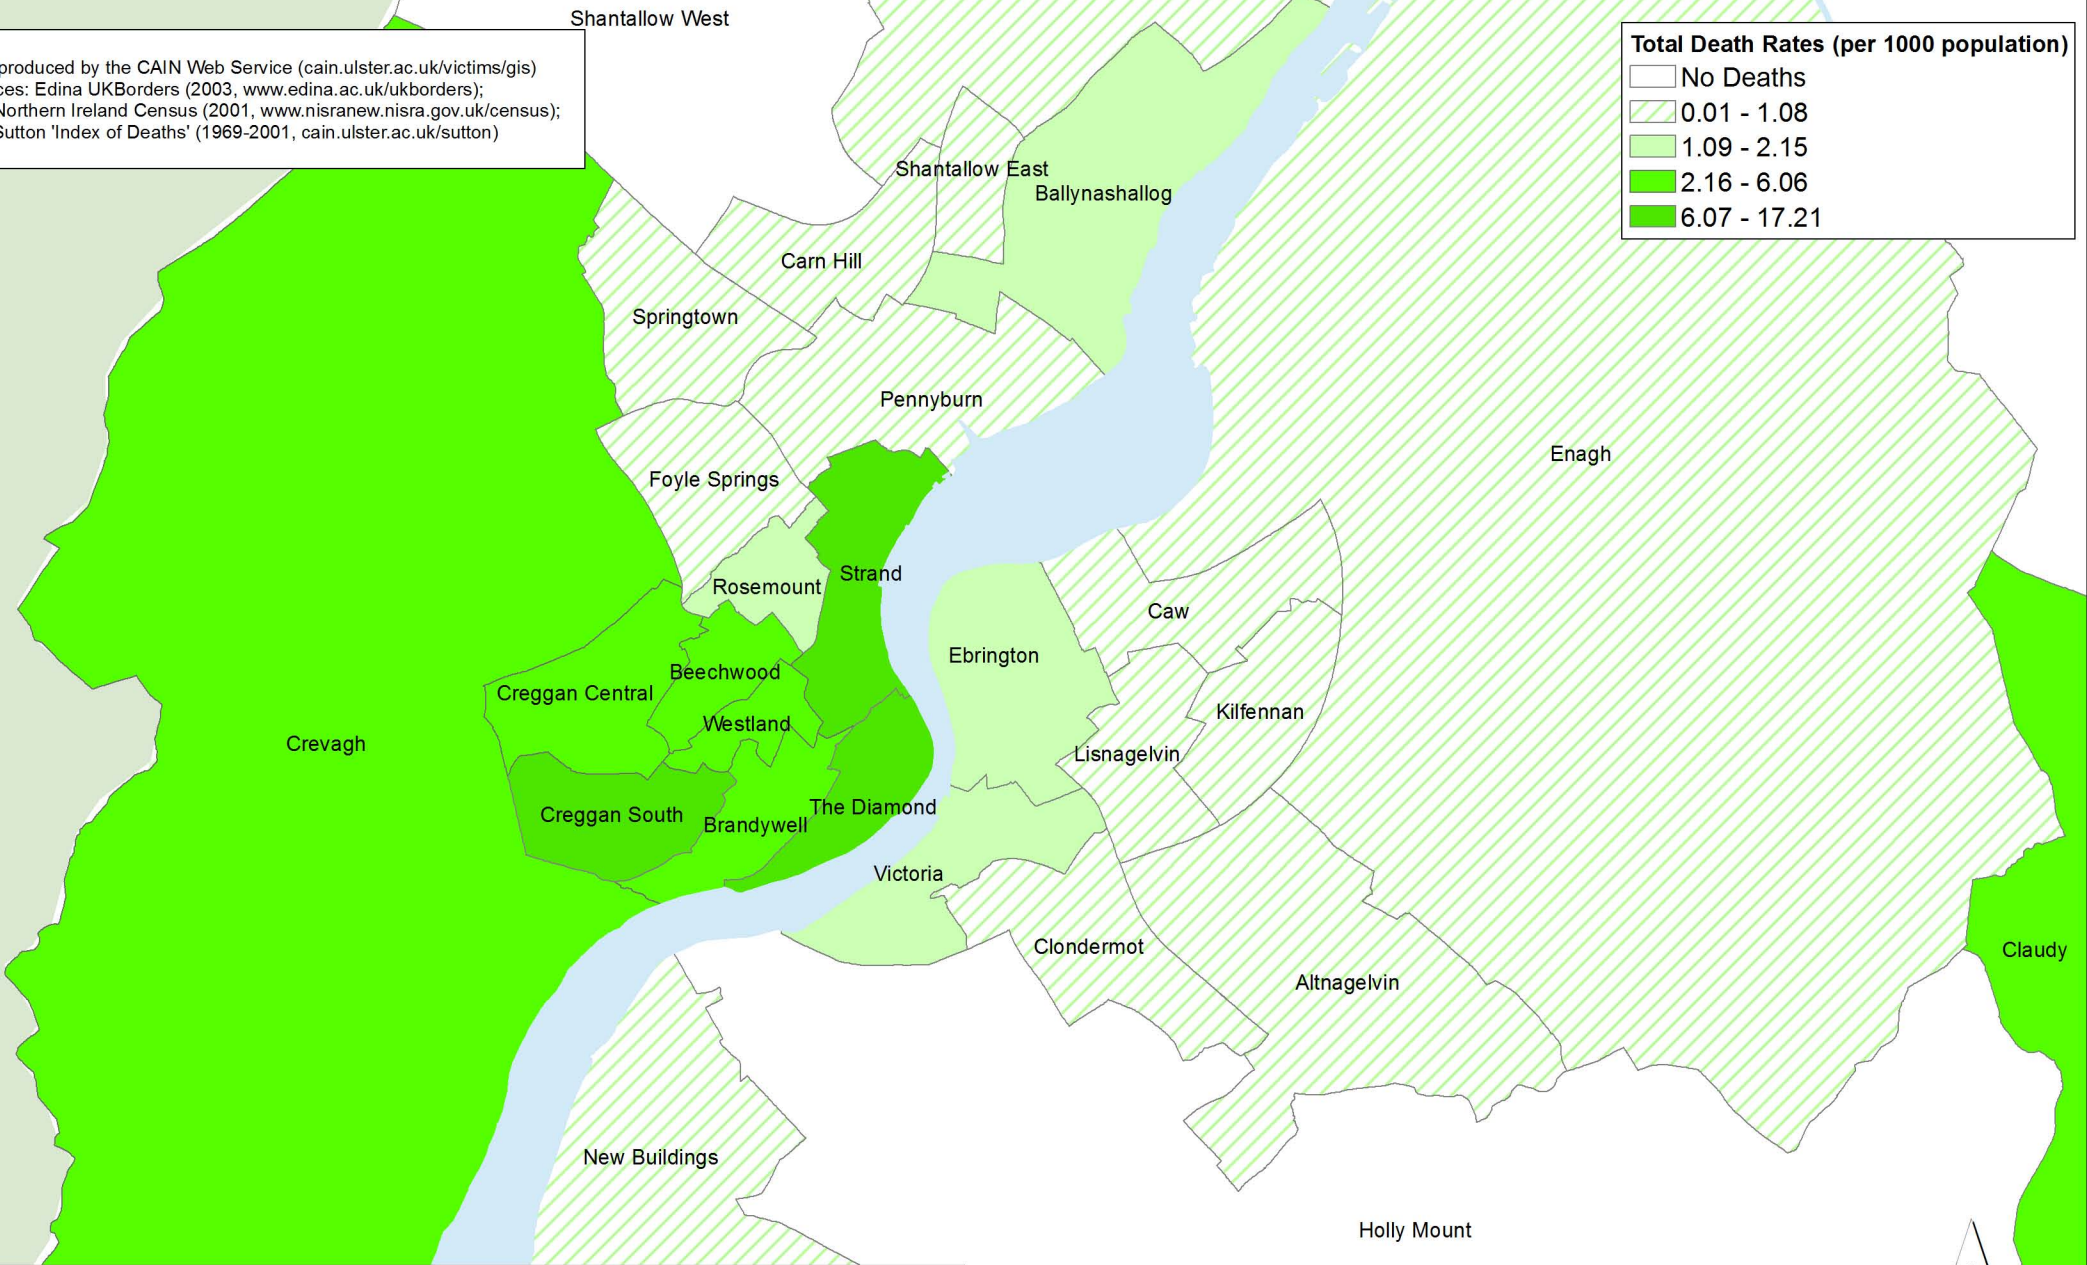 Shantallow West
produced by the CAIN Web Service (cain.ulster.ac.uk/victims/gis)
ces: Edina UKBorders (2003, www.edina.ac.uk/ukborders);
Northern Ireland Census (2001, www.nisranew.nisra.gov.uk/census);
Sutton 'Index of Deaths' (1969-2001, cain.ulster.ac.uk/sutton)
Total Death Rates (per 1000 population)
No Deaths
0.01 - 1.08
1.09 - 2.15
2.16 - 6.06
6.07 - 17.21
Shantallow East
Ballynashallog
Carn Hill
Springtown
Pennyburn
Enagh
Foyle Springs
Strand
Rosemount
Caw
Ebrington
Beechwood
Creggan Central
Kilfennan
Westland
Crevagh
Lisnagelvin
The Diamond
Creggan South
Brandywell
Victoria
Clondermot
Claudy
Altnagelvin
New Buildings
Holly Mount